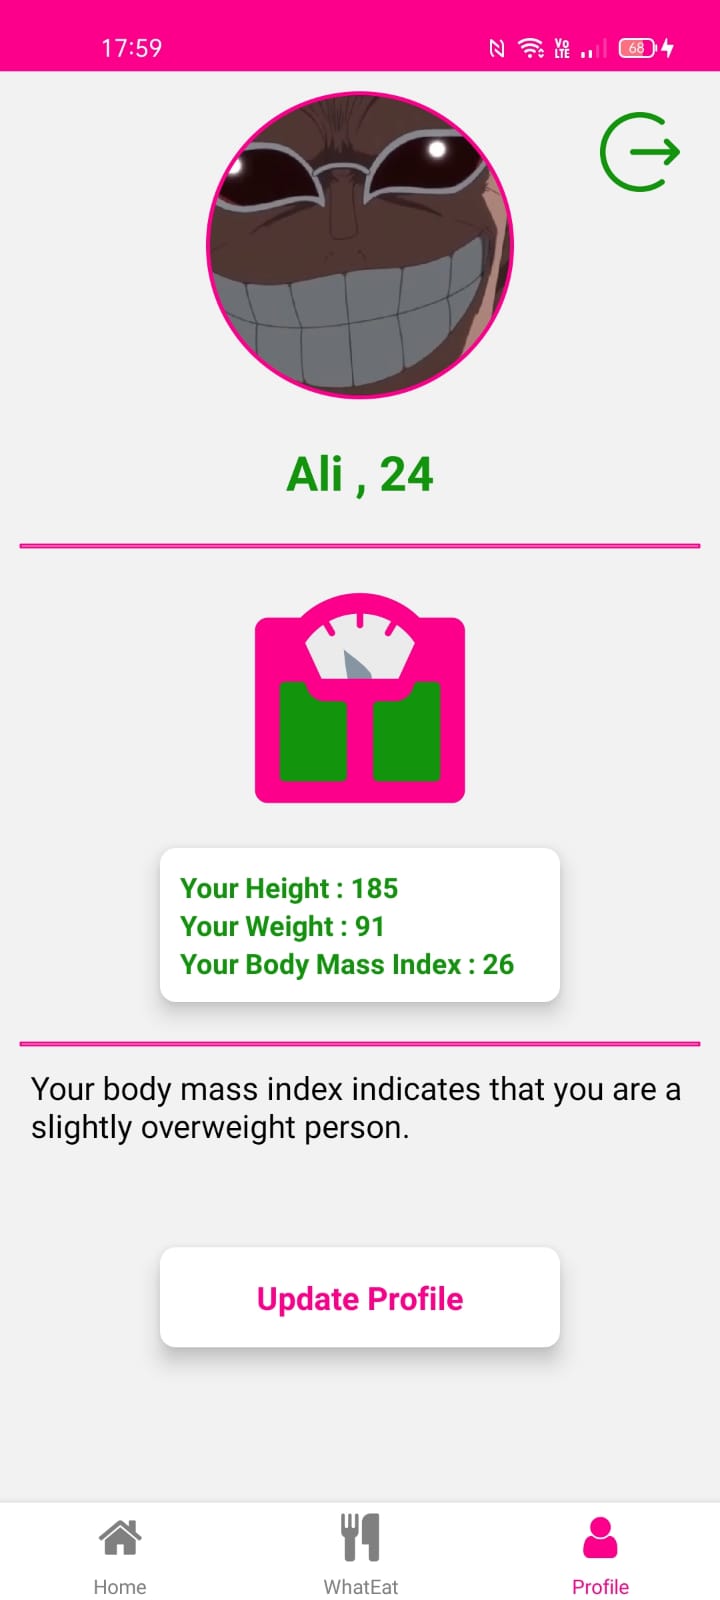 17:59
Vo
LTE
68
Ali , 24
Your Height : 185
Your Weight : 91
Your Body Mass Index : 26
Your body mass index indicates that you are a
slightly overweight person.
Update Profile
Home
WhatEat
Profile